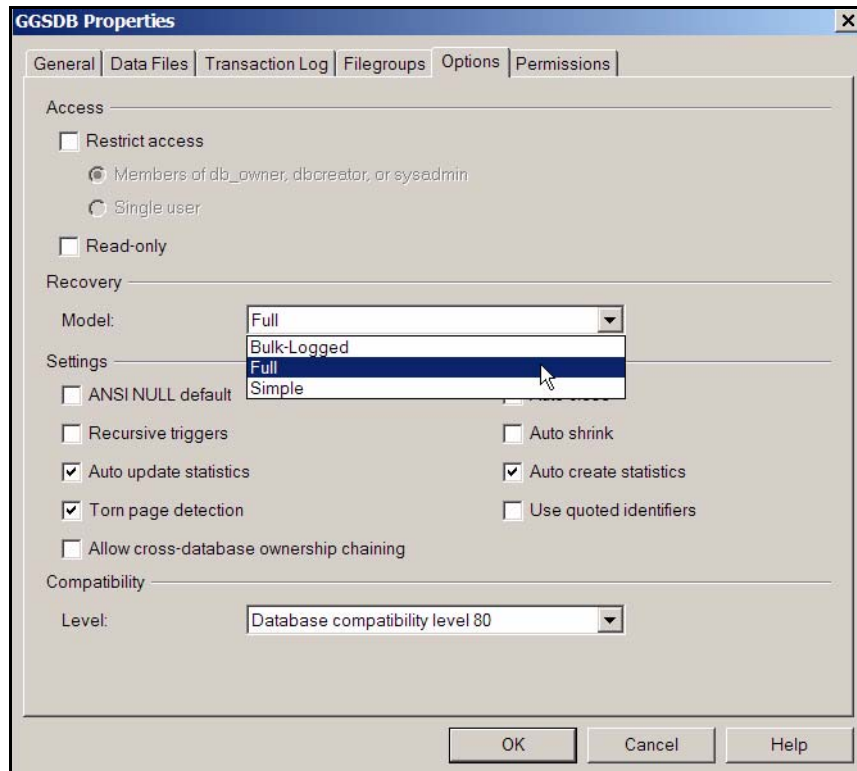 GGSDB Properties
General Data Files Transaction Log Filegroups Options Permissions
Access
Restrict access
Members of db_owner, dbcreator, or sysadmin
Single user
Read-only
Recovery
Model: Full
Bulk-Logged
Full
Simple
Settings
ANSI NULL default
Recursive triggers Auto shrink
Auto update statistics Auto create statistics
Torn page detection Use quoted identifiers
Allow cross-database ownership chaining
Compatibility
Level: Database compatibility level 80
OK Cancel Help